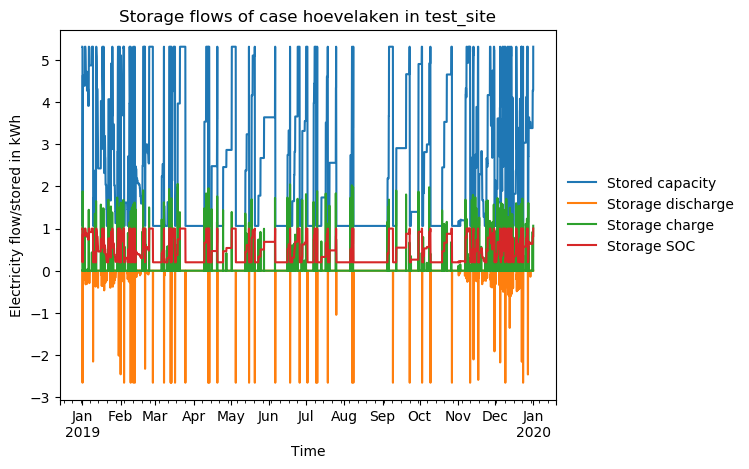 Storage flows of case hoevelaken in test_site
Electricity flow/stored in kWh
5
4
3
2
1
0
−1
−2
−3
Jan Feb Mar Apr May Jun Jul Aug Sep Oct Nov Dec Jan
2019 2020
Time
Stored capacity
Storage discharge
Storage charge
Storage SOC